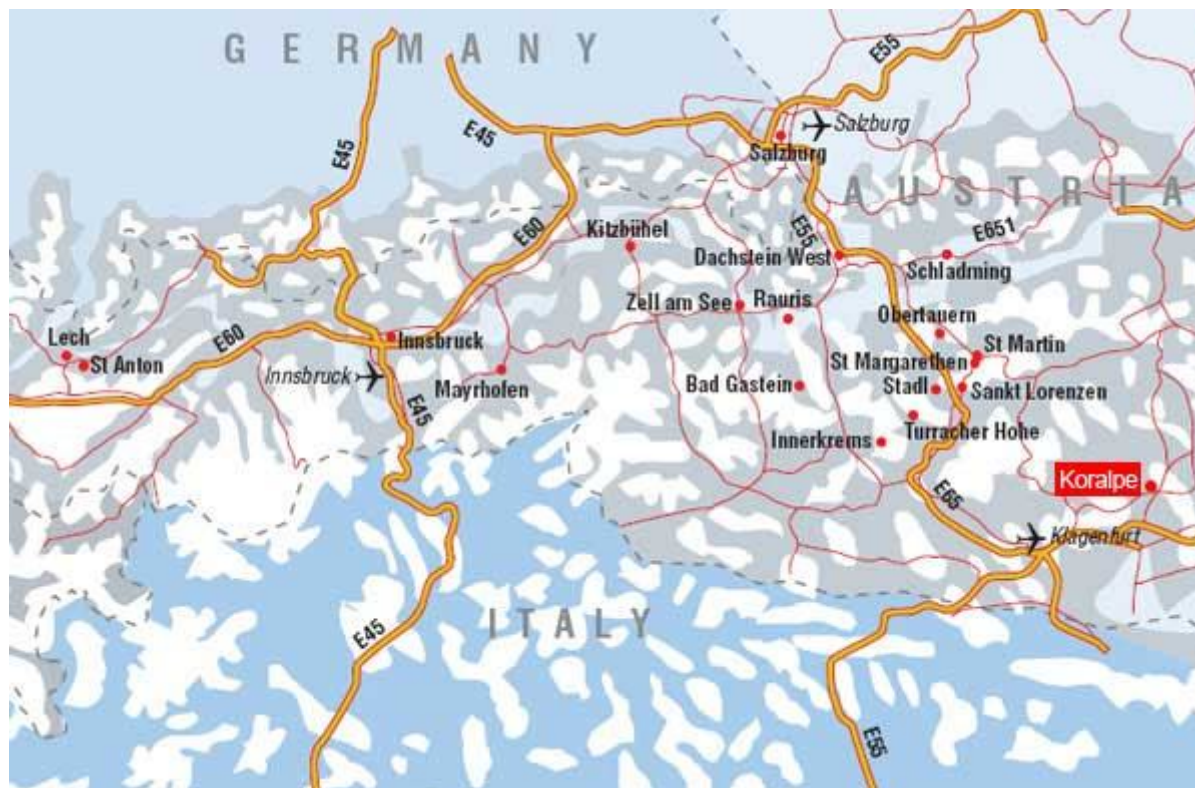 GERMANY
E55
E45
E45
Salzburg
Salzburg
AUSTRIA
E60
Kitzbühel
E55
E651
Dachstein West
Schladming
Zell am See
Rauris
Obertauern
E60
Lech
St Anton
Innsbruck
Innsbruck
Mayrhofen
St Martin
St Margarethen
Bad Gastein
Stadl
Sankt Lorenzen
E45
Innerkrems
Turracher Hohe
Koralpe
E65
Klagenfurt
ITALY
E45
E55